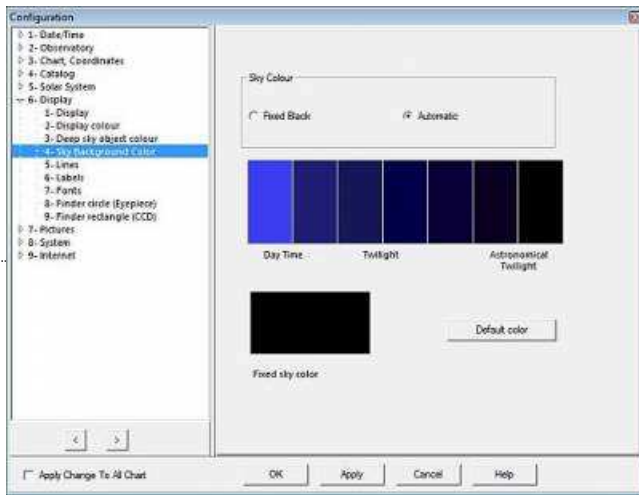 Configuration
1- Date/Time
2- Observatory
3- Chart, Coordinates
4- Catalog
5- Solar System
6- Display
1- Display
2- Display colour
3- Deep sky object colour
4- Sky Background Color
5- Lines
6- Labels
7- Fonts
8- Finder circle (Eyepiece)
9- Finder rectangle (CCD)
7- Pictures
8- System
9- Internet
< >
Sky Colour
Fixed Black Automatic
Day Time Twilight Astronomical
Twilight
Default color
Fixed sky color
Apply Change To All Chart OK Apply Cancel Help